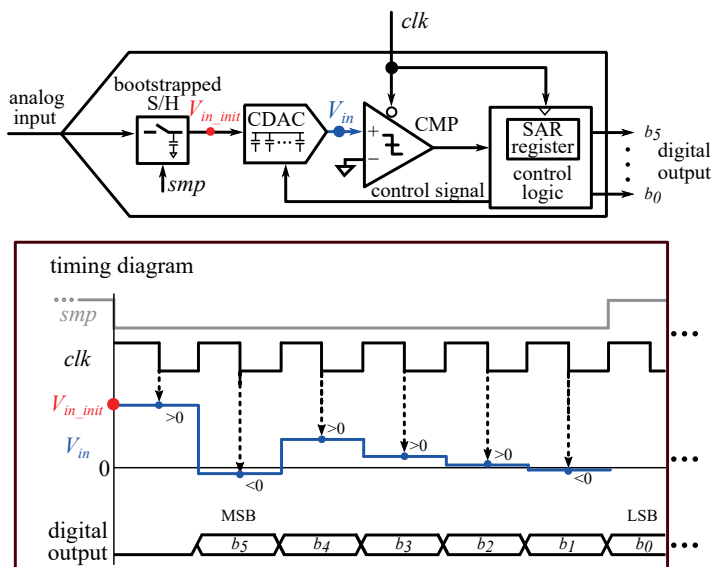 clk
bootstrapped
S/H
analog
input
V_in_init
CDAC
V_in
+
−
CMP
SAR
register
control
logic
b5
b0
digital
output
smp
control signal
timing diagram
smp
clk
V_in_init
>0
>0
>0
>0
V_in
0
<0
<0
MSB
LSB
digital
output
b5
b4
b3
b2
b1
b0